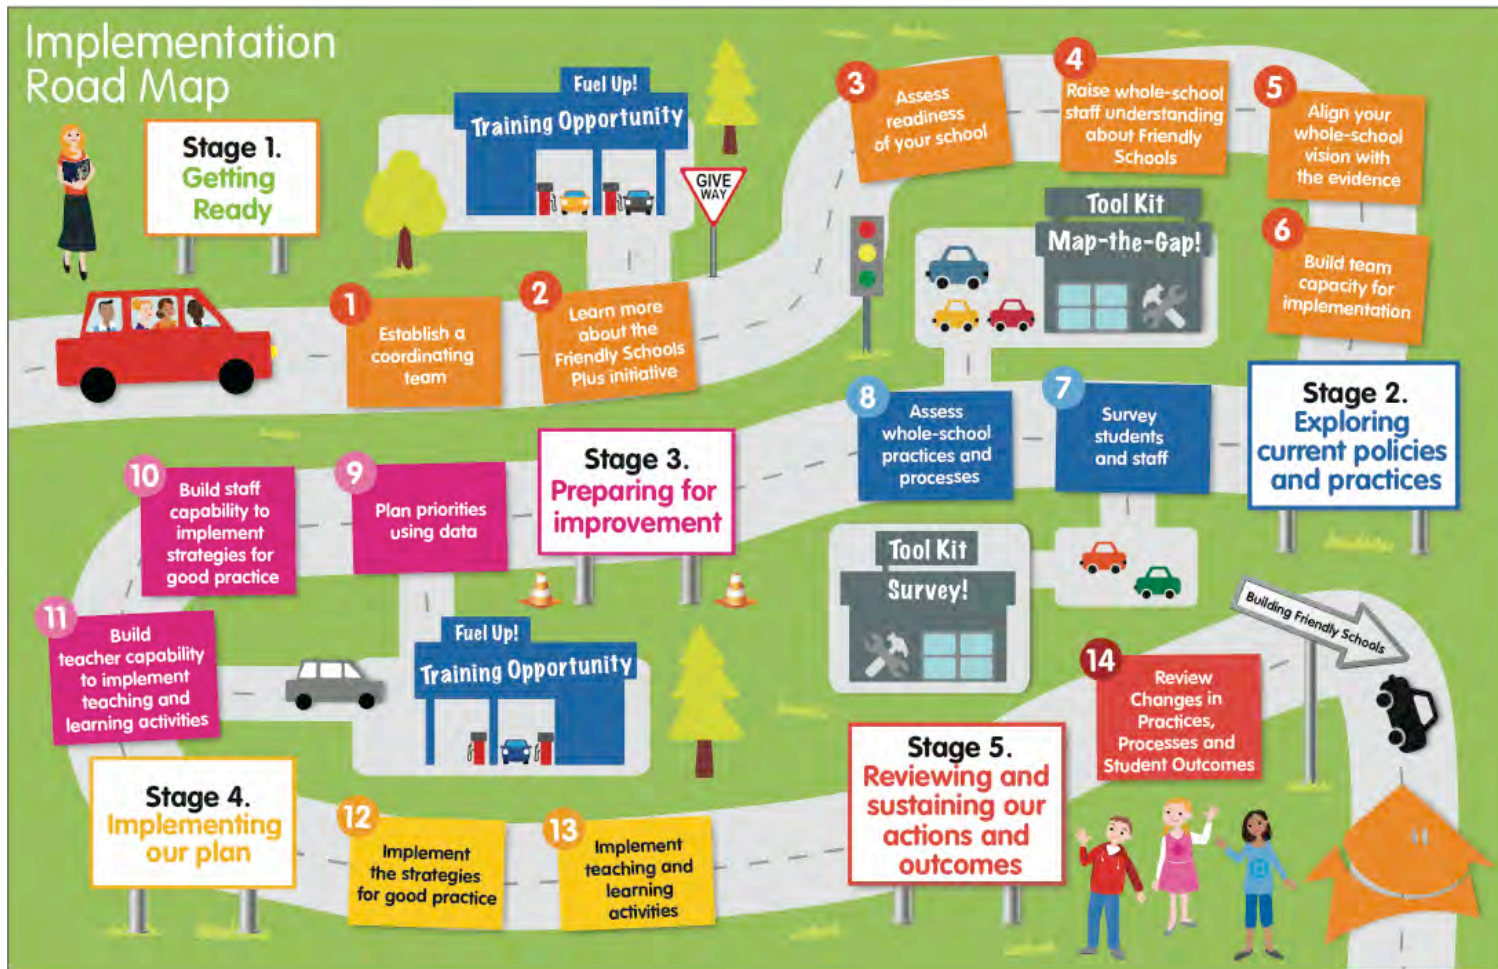 Implementation
Road Map
Stage 1.
Getting
Ready
Fuel Up!
Training Opportunity
GIVE
WAY
1
Establish a
coordinating
team
2
Learn more
about the
Friendly Schools
Plus initiative
3
Assess
readiness
of your school
4
Raise whole-school
staff understanding
about Friendly
Schools
5
Align your
whole-school
vision with
the evidence
6
Build team
capacity for
implementation
Tool Kit
Map-the-Gap!
Stage 2.
Exploring
current policies
and practices
7
Survey
students
and staff
8
Assess
whole-school
practices and
processes
Tool Kit
Survey!
Stage 3.
Preparing for
improvement
9
Plan priorities
using data
10
Build staff
capability to
implement
strategies for
good practice
11
Build
teacher capability
to implement
teaching and
learning activities
Fuel Up!
Training Opportunity
Stage 4.
Implementing
our plan
12
Implement
the strategies
for good practice
13
Implement
teaching and
learning
activities
Stage 5.
Reviewing and
sustaining our
actions and
outcomes
14
Review
Changes in
Practices,
Processes and
Student Outcomes
Building Friendly Schools